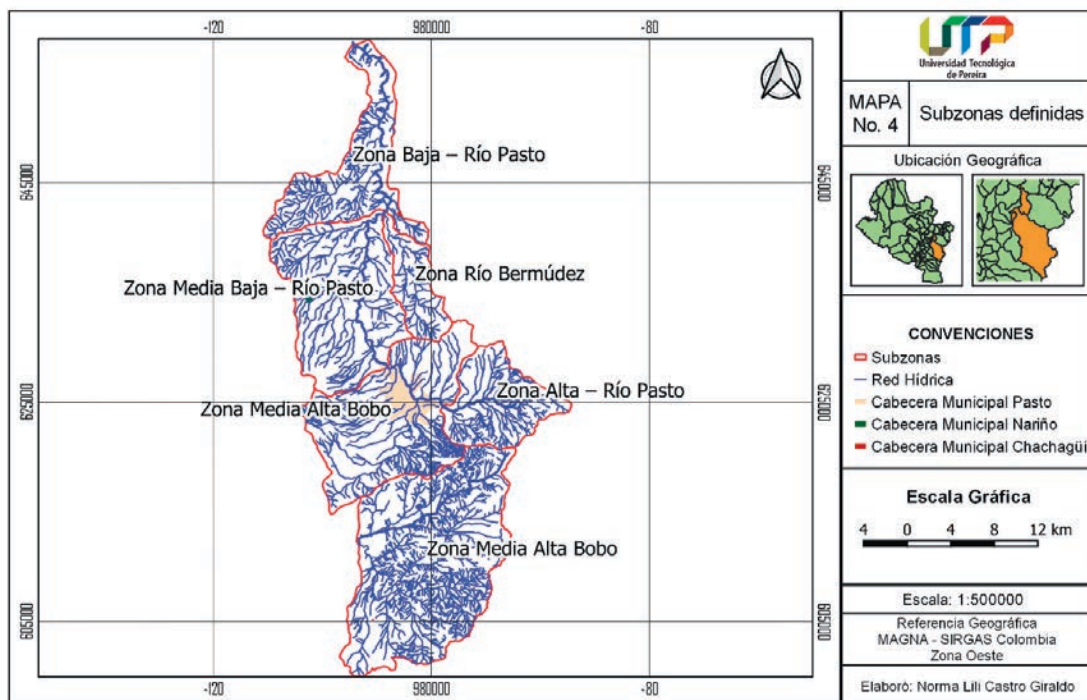 -120
980000
-80
645000
625000
605000
Zona Baja – Río Pasto
Zona Río Bermúdez
Zona Media Baja – Río Pasto
Zona Alta – Río Pasto
Zona Media Alta Bobo
Zona Media Alta Bobo
645000
625000
605000
-120
980000
-80
UTP
Universidad Tecnológica
de Pereira
MAPA
No. 4
Subzonas definidas
Ubicación Geográfica
CONVENCIONES
Subzonas
Red Hídrica
Cabecera Municipal Pasto
Cabecera Municipal Nariño
Cabecera Municipal Chachagüí
Escala Gráfica
4 0 4 8 12 km
Escala: 1:500000
Referencia Geográfica
MAGNA - SIRGAS Colombia
Zona Oeste
Elaboró: Norma Lili Castro Giraldo